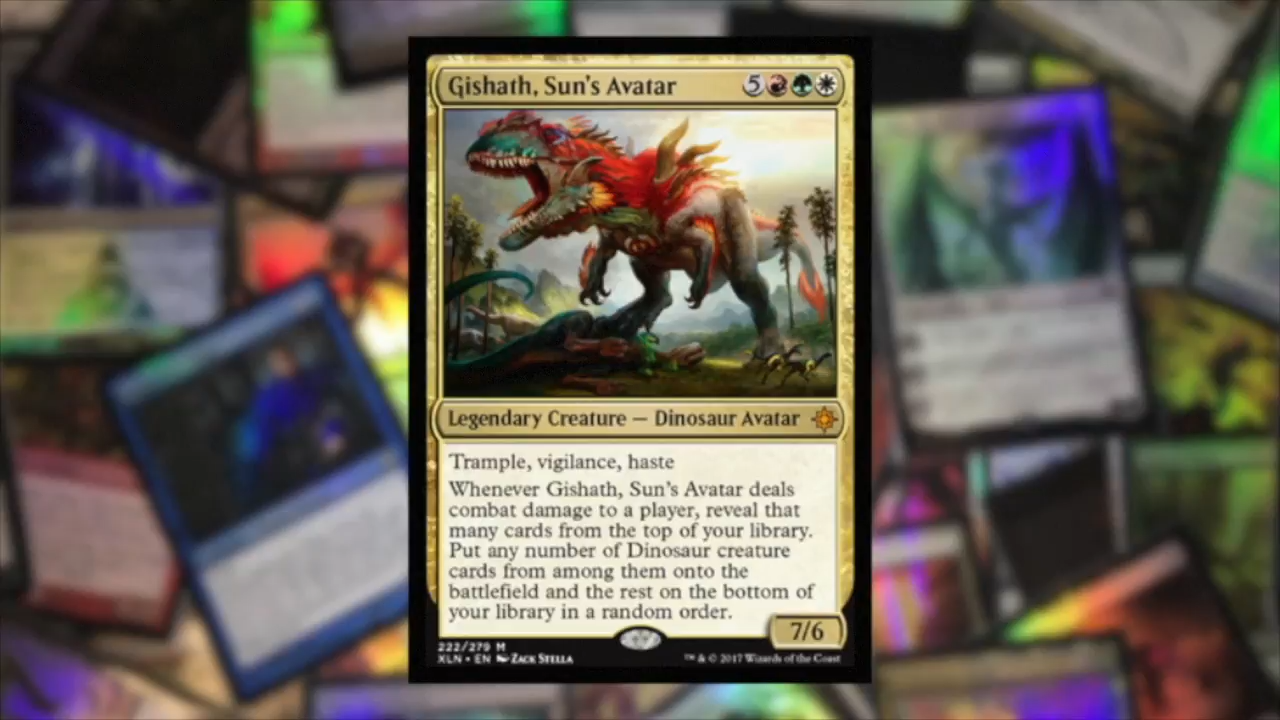 Gishath, Sun's Avatar 5
Legendary Creature — Dinosaur Avatar
Trample, vigilance, haste
Whenever Gishath, Sun's Avatar deals
combat damage to a player, reveal that
many cards from the top of your library.
Put any number of Dinosaur creature
cards from among them onto the
battlefield and the rest on the bottom of
your library in a random order.
7/6
222/279 M
XLN • EN Zack Stella
™ & © 2017 Wizards of the Coast